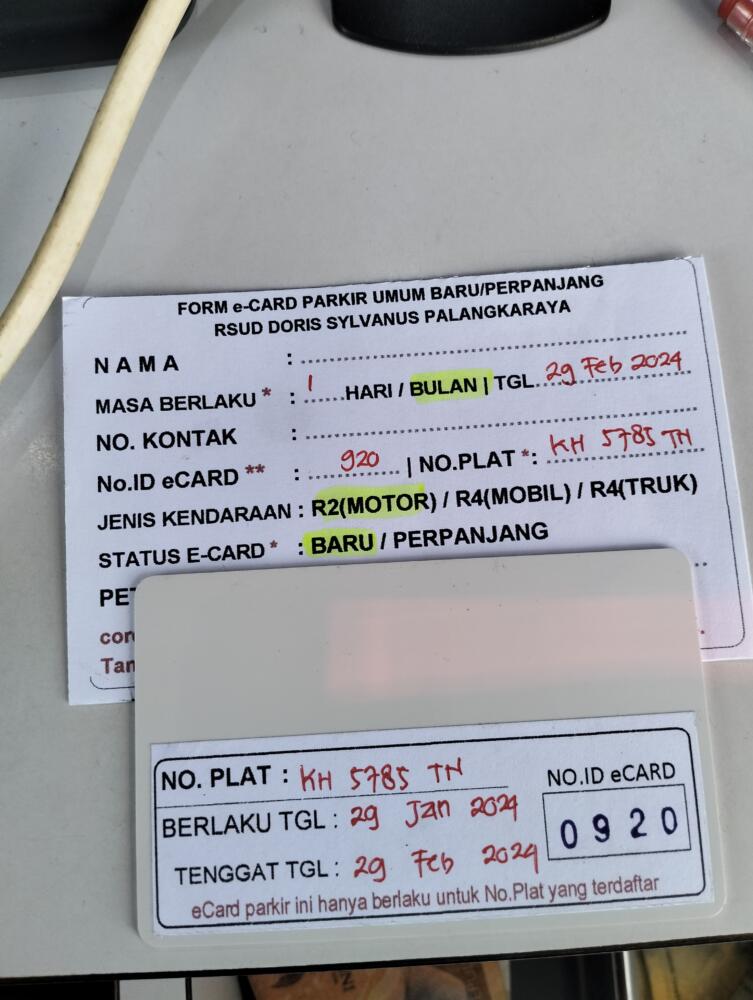 FORM e-CARD PARKIR UMUM BARU/PERPANJANG
RSUD DORIS SYLVANUS PALANGKARAYA
NAMA :
MASA BERLAKU * : 1 HARI / BULAN | TGL. 29 Feb 2024
NO. KONTAK :
No.ID eCARD ** : 920 | NO.PLAT *: KH 5785 TN
JENIS KENDARAAN : R2(MOTOR) / R4(MOBIL) / R4(TRUK)
STATUS E-CARD * : BARU / PERPANJANG
NO. PLAT : KH 5785 TN
NO.ID eCARD
BERLAKU TGL : 29 Jan 2024
0920
TENGGAT TGL : 29 Feb 2024
eCard parkir ini hanya berlaku untuk No.Plat yang terdaftar